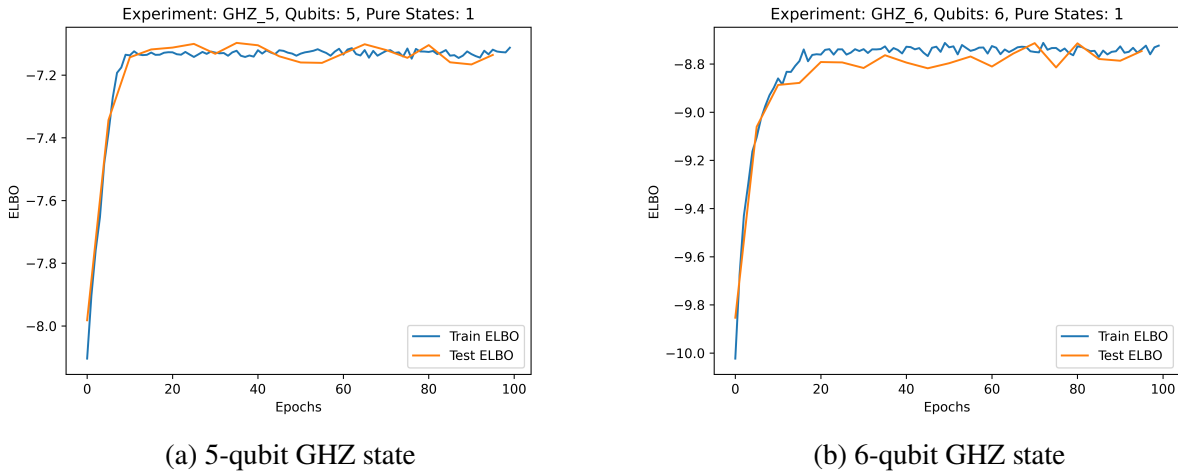 Experiment: GHZ_5, Qubits: 5, Pure States: 1
ELBO
−7.2
−7.4
−7.6
−7.8
−8.0
0
20
40
60
80
100
Epochs
Train ELBO
Test ELBO
(a) 5-qubit GHZ state
Experiment: GHZ_6, Qubits: 6, Pure States: 1
ELBO
−8.8
−9.0
−9.2
−9.4
−9.6
−9.8
−10.0
0
20
40
60
80
100
Epochs
Train ELBO
Test ELBO
(b) 6-qubit GHZ state